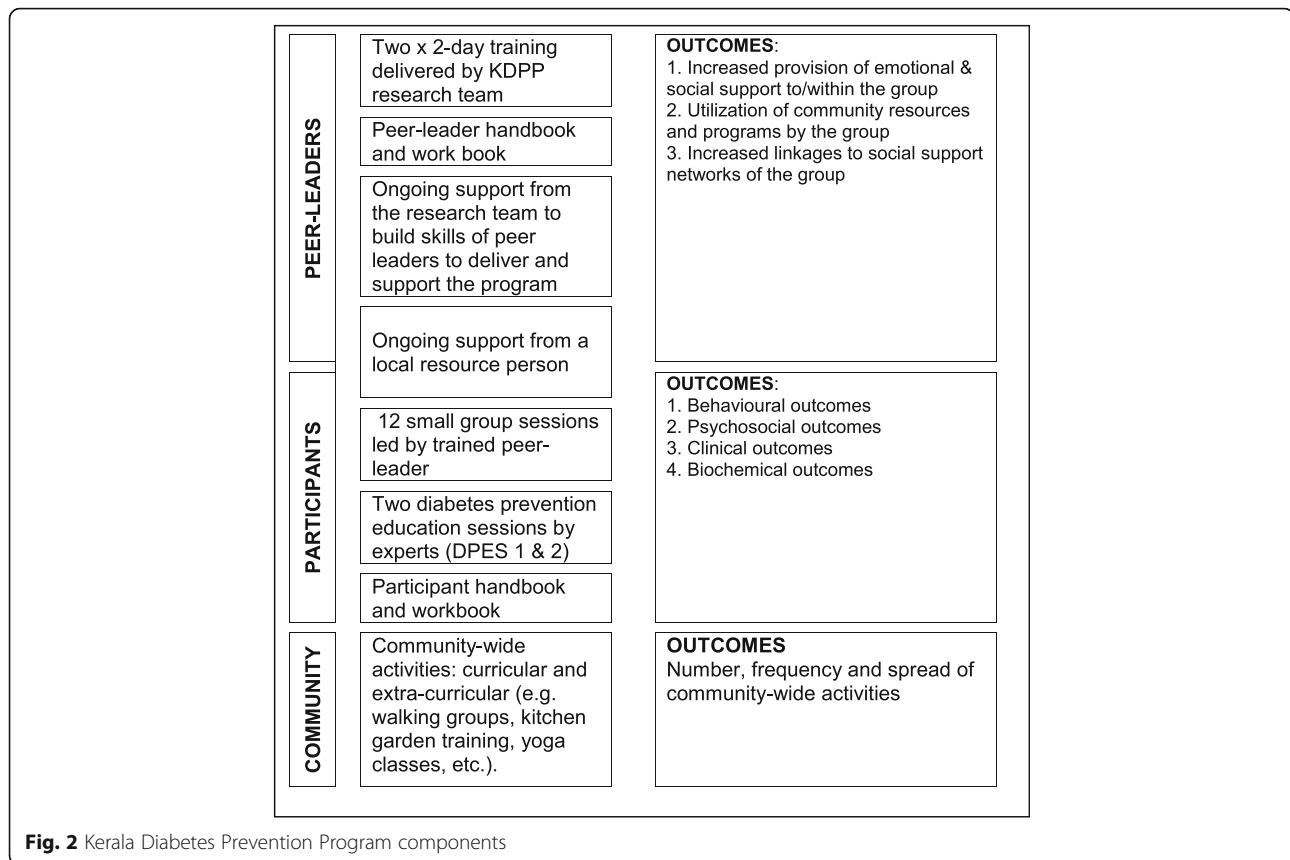 PEER-LEADERS
Two x 2-day training
delivered by KDPP
research team
Peer-leader handbook
and work book
Ongoing support from
the research team to
build skills of peer
leaders to deliver and
support the program
Ongoing support from a
local resource person
OUTCOMES:
1. Increased provision of emotional &
social support to/within the group
2. Utilization of community resources
and programs by the group
3. Increased linkages to social support
networks of the group
PARTICIPANTS
12 small group sessions
led by trained peer-
leader
Two diabetes prevention
education sessions by
experts (DPES 1 & 2)
Participant handbook
and workbook
OUTCOMES:
1. Behavioural outcomes
2. Psychosocial outcomes
3. Clinical outcomes
4. Biochemical outcomes
COMMUNITY
Community-wide
activities: curricular and
extra-curricular (e.g.
walking groups, kitchen
garden training, yoga
classes, etc.).
OUTCOMES
Number, frequency and spread of
community-wide activities
Fig. 2 Kerala Diabetes Prevention Program components